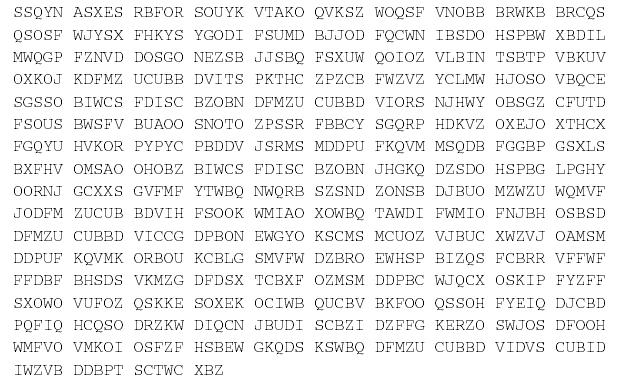 SSQYN ASXES RBFOR SOUYK VTAKO QVKSZ WOQSF VNOBB BRWKB BRCQS
QSOSF WJYSX FHKYS YGODI FSUMD BJJOD FQCWN IBSDO HSPBW XBDIL
MWQGP FZNVD DOSGO NEZSB JJSBQ FSXUW QOIOZ VLBIN TSBTP VBKUV
OXKOJ KDFMZ UCUBB DVITS PKTHC ZPZCB FWZVZ YCLMW HJOSO VBQCE
SGSSO BIWCS FDISC BZOBN DFMZU CUBBD VIORS NJHWY OBSGZ CFUTD
FSOUS BWSFV BUAOO SNOTO ZPSSR FBBCY SGQRP HDKVZ OXEJO XTHCX
FGQYU HVKOR PYPYC PBDDV JSRMS MDDPU FKQVM MSQDB FGGBP GSXLS
BXFHV OMSAO OHOBZ BIWCS FDISC BZOBN JHGKQ DZSDO HSPBG LPGHY
OORNJ GCXXS GVFMF YTWBQ NWQRB SZSND ZONSB DJBUO MZWZU WQMVF
JODFM ZUCUB BDVIH FSOOK WMIAO XOWBQ TAWDI FWMIO FNJBH OSBSD
DFMZU CUBBD VICCG DPBON EWGYO KSCMS MCUOZ VJBUC XWZVJ OAMSM
DDPUF KQVMK ORBOU KCBLG SMVFW DZBRO EWHSP BIZQS FCBRR VFFWF
FFDBF BHSDS VKMZG DFDSX TCBXF OZMSM DDPBC WJQCX OSKIP FYZFF
SXOWO VUFOZ QSKKE SOXEK OCIWB QUCBV BKFOO QSSOH FYEIQ DJCBD
PQFIQ HCQSO DRZKW DIQCN JBUDI SCBZI DZFFG KERZO SWJOS DFOOH
WMFVO VMKOI OSFZF HSBEW GKQDS KSWBQ DFMZU CUBBD VIDVS CUBID
IWZVB DDBPT SCTWC XBZ